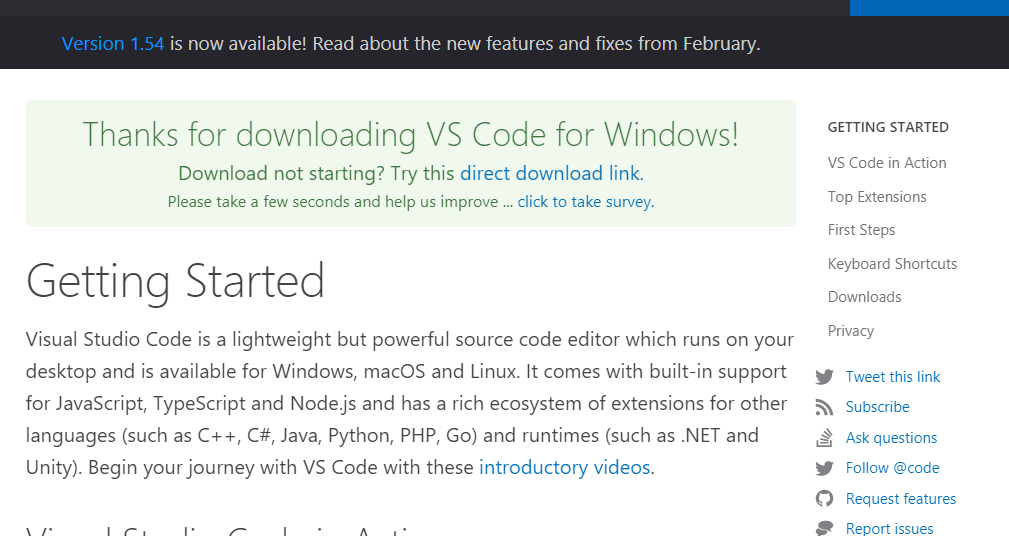 Version 1.54 is now available! Read about the new features and fixes from February.
Thanks for downloading VS Code for Windows!
Download not starting? Try this direct download link.
Please take a few seconds and help us improve ... click to take survey.
Getting Started
Visual Studio Code is a lightweight but powerful source code editor which runs on your
desktop and is available for Windows, macOS and Linux. It comes with built-in support
for JavaScript, TypeScript and Node.js and has a rich ecosystem of extensions for other
languages (such as C++, C#, Java, Python, PHP, Go) and runtimes (such as .NET and
Unity). Begin your journey with VS Code with these introductory videos.
Visual Studio Code in Action
GETTING STARTED
VS Code in Action
Top Extensions
First Steps
Keyboard Shortcuts
Downloads
Privacy
Tweet this link
Subscribe
Ask questions
Follow @code
Request features
Report issues